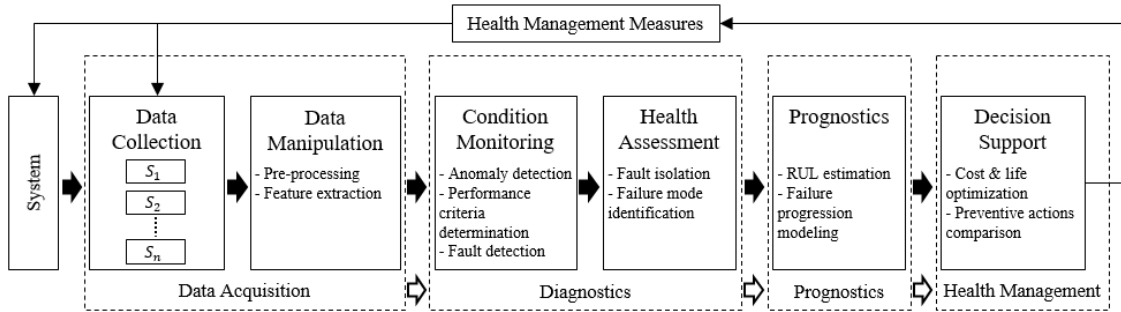 Health Management Measures
System
Data
Collection
S₁
S₂
Sₙ
Data
Manipulation
- Pre-processing
- Feature extraction
Data Acquisition
Condition
Monitoring
- Anomaly detection
- Performance
criteria
determination
- Fault detection
Health
Assessment
- Fault isolation
- Failure mode
identification
Diagnostics
Prognostics
- RUL estimation
- Failure
progression
modeling
Prognostics
Decision
Support
- Cost & life
optimization
- Preventive actions
comparison
Health Management